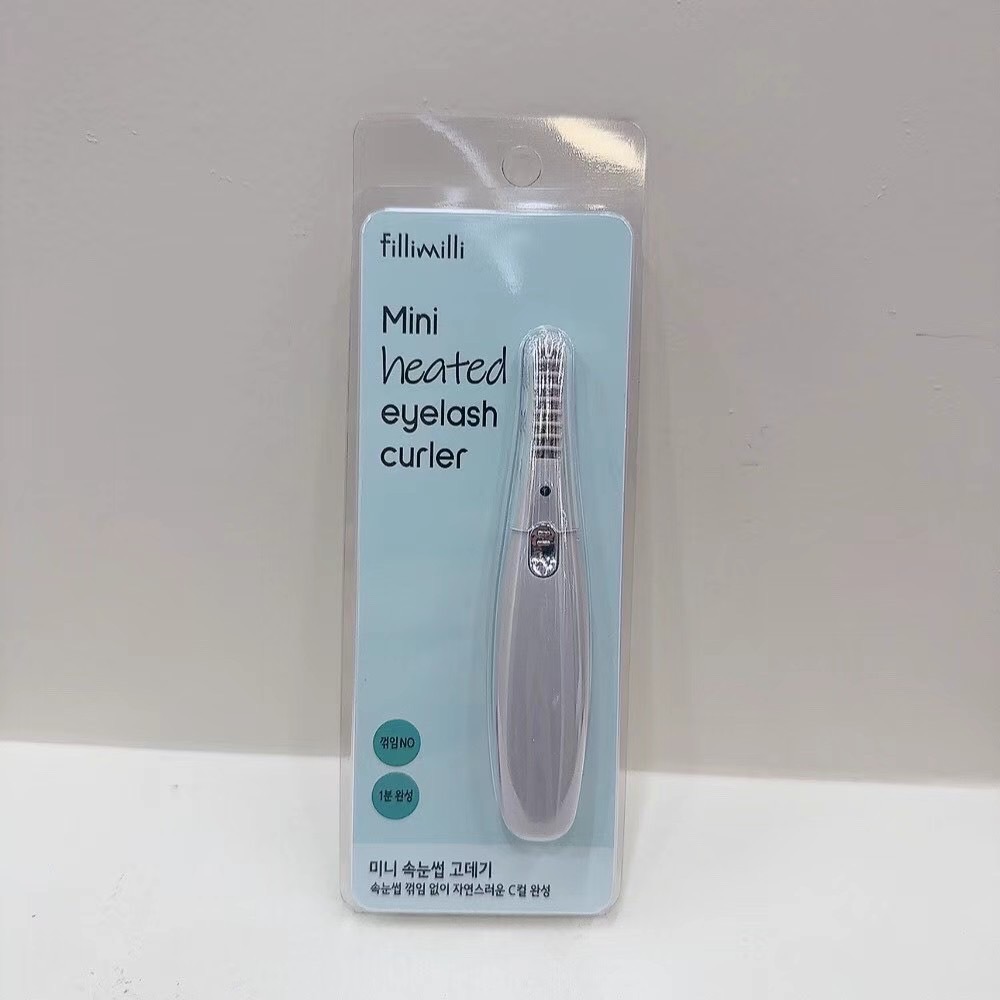 fillimilli
Mini
heated
eyelash
curler
꺾임NO
1분 완성
미니 속눈썹 고데기
속눈썹 꺾임 없이 자연스러운 C컬 완성